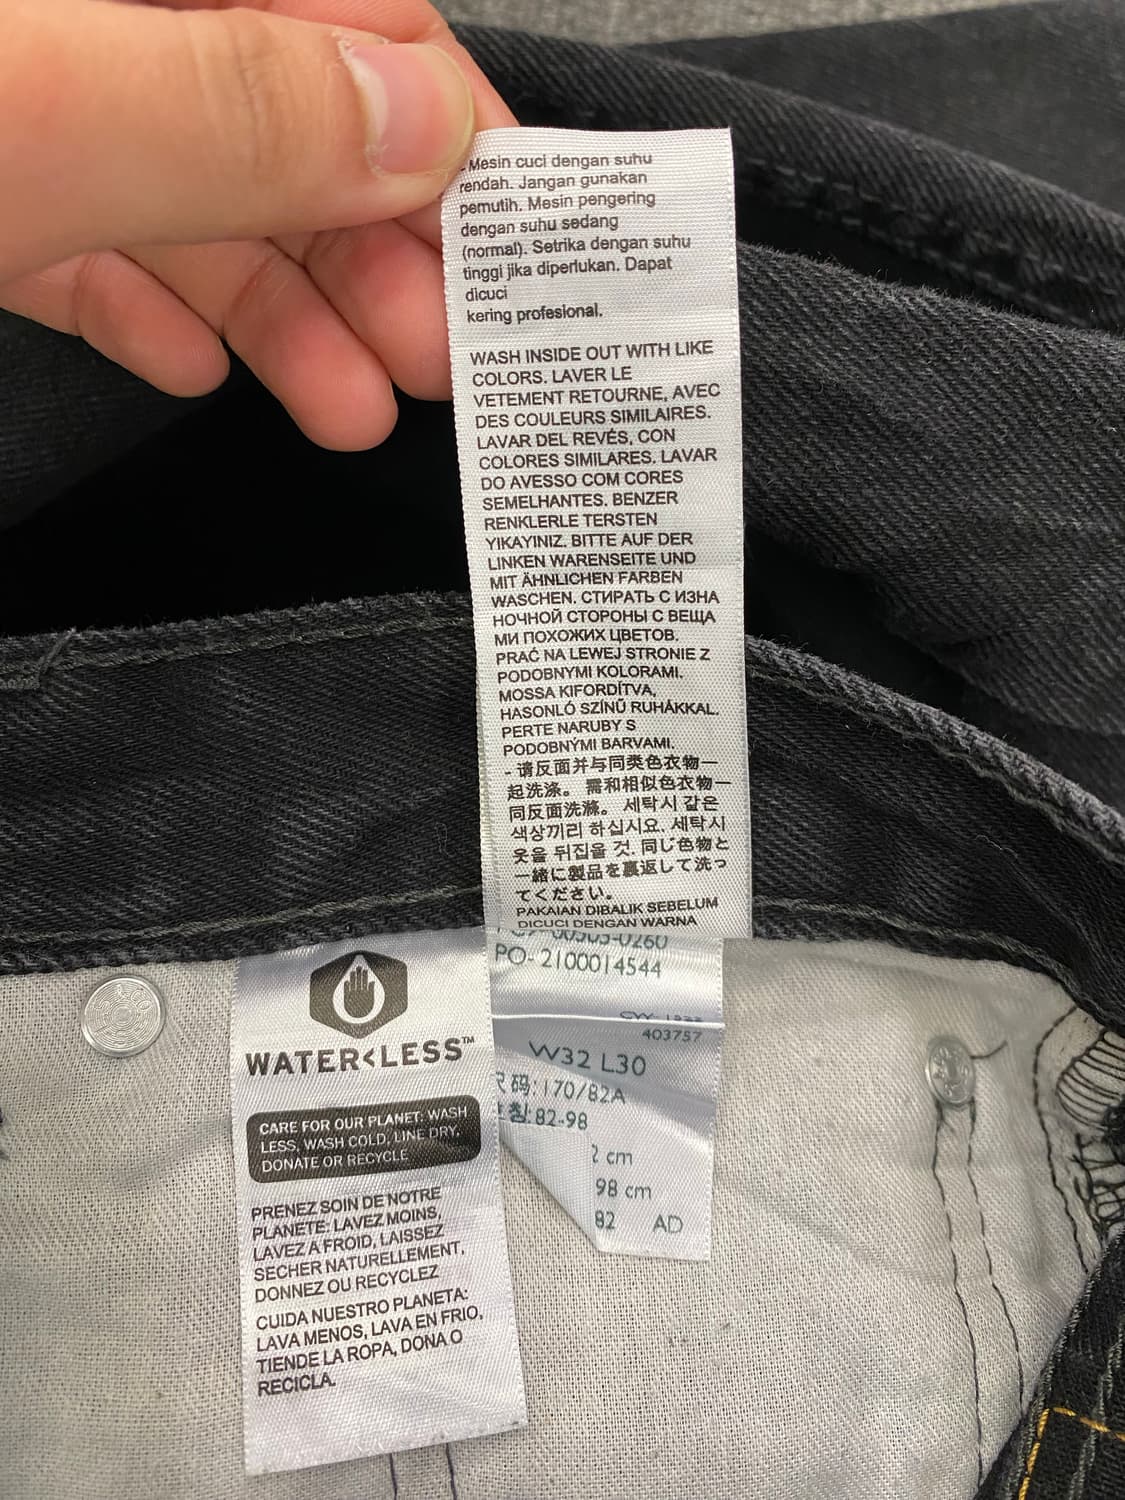 Mesin cuci dengan suhu
rendah. Jangan gunakan
pemutih. Mesin pengering
dengan suhu sedang
(normal). Setrika dengan suhu
tinggi jika diperlukan. Dapat
dicuci
kering profesional.
WASH INSIDE OUT WITH LIKE
COLORS. LAVER LE
VETEMENT RETOURNE, AVEC
DES COULEURS SIMILAIRES.
LAVAR DEL REVÉS, CON
COLORES SIMILARES. LAVAR
DO AVESSO COM CORES
SEMELHANTES. BENZER
RENKLERLE TERSTEN
YIKAYINIZ. BITTE AUF DER
LINKEN WARENSEITE UND
MIT ÄHNLICHEN FARBEN
WASCHEN. СТИРАТЬ С ИЗНА
НОЧНОЙ СТОРОНЫ С ВЕЩА
МИ ПОХОЖИХ ЦВЕТОВ.
PRAĆ NA LEWEJ STRONIE Z
PODOBNYMI KOLORAMI.
MOSSA KIFORDÍTVA,
HASONLÓ SZÍNŰ RUHÁKKAL.
PERTE NARUBY S
PODOBNÝMI BARVAMI.
- 请反面并与同类色衣物一
起洗涤。 需和相似色衣物一
同反面洗滌。 세탁시 같은
색상끼리 하십시요. 세탁시
옷을 뒤집을 것. 同じ色物と
一緒に製品を裏返して洗っ
てください。
PAKAIAN DIBALIK SEBELUM
DICUCI DENGAN WARNA
PO- 2100014544
403757
W32 L30
码: 170/82A
칭: 82-98
2 cm
98 cm
82 AD
WATER<LESS™
CARE FOR OUR PLANET: WASH
LESS, WASH COLD, LINE DRY,
DONATE OR RECYCLE
PRENEZ SOIN DE NOTRE
PLANETE: LAVEZ MOINS,
LAVEZ A FROID, LAISSEZ
SECHER NATURELLEMENT,
DONNEZ OU RECYCLEZ
CUIDA NUESTRO PLANETA:
LAVA MENOS, LAVA EN FRIO,
TIENDE LA ROPA, DONA O
RECICLA.